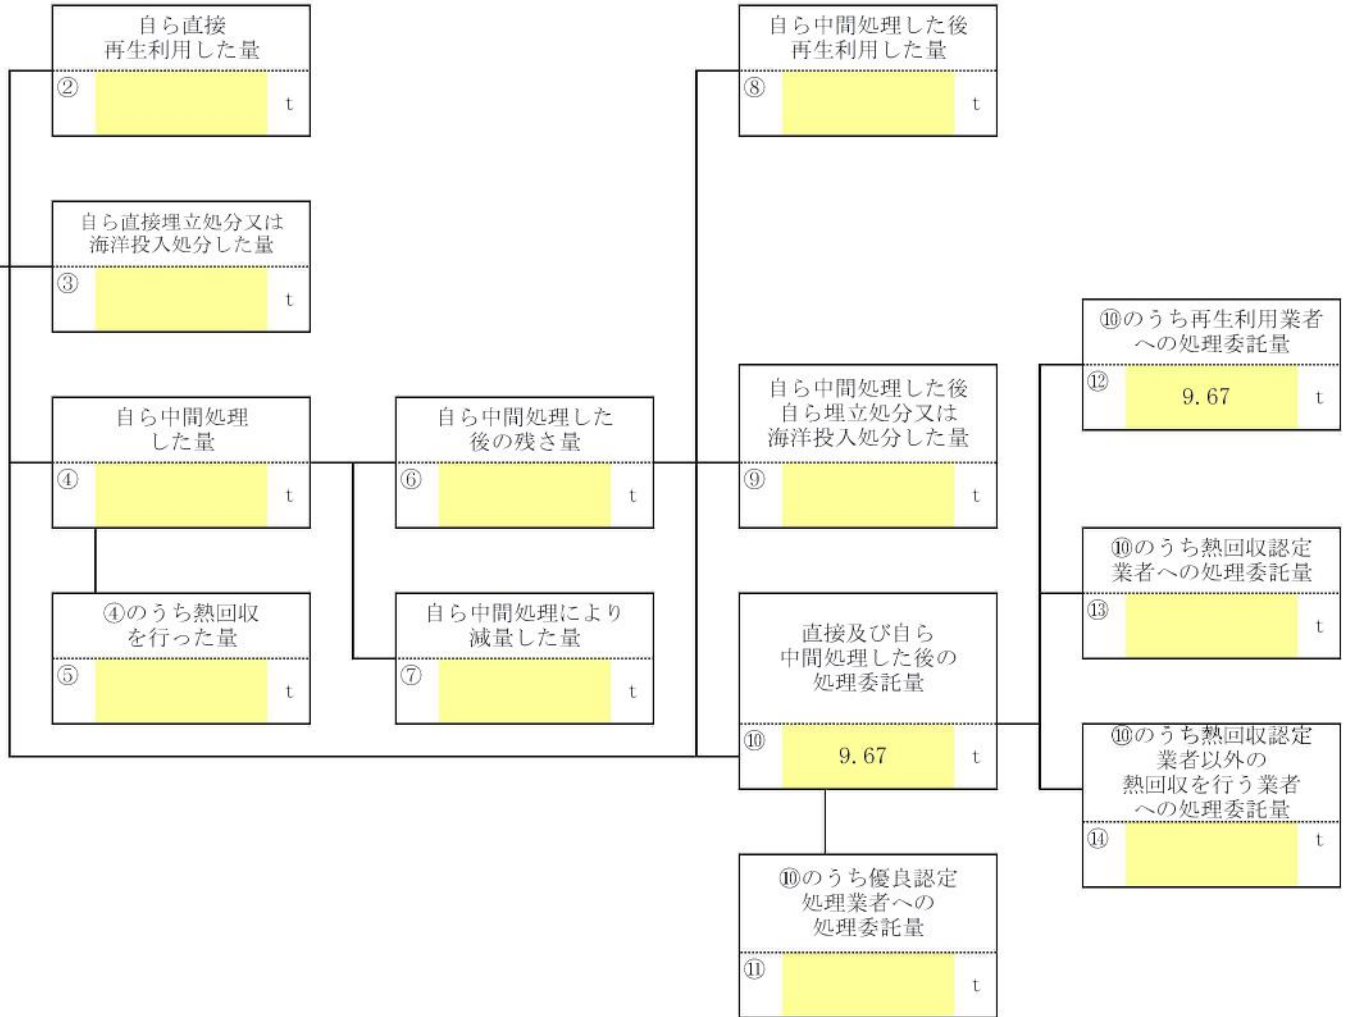 自ら直接
再生利用した量
②
t
自ら中間処理した後
再生利用した量
⑧
t
自ら直接埋立処分又は
海洋投入処分した量
③
t
⑩のうち再生利用業者
への処理委託量
⑫
9.67
t
自ら中間処理
した量
④
t
自ら中間処理した
後の残さ量
⑥
t
自ら中間処理した後
自ら埋立処分又は
海洋投入処分した量
⑨
t
⑩のうち熱回収認定
業者への処理委託量
⑬
t
④のうち熱回収
を行った量
⑤
t
自ら中間処理により
減量した量
⑦
t
直接及び自ら
中間処理した後の
処理委託量
⑩
9.67
t
⑩のうち熱回収認定
業者以外の
熱回収を行う業者
への処理委託量
⑭
t
⑩のうち優良認定
処理業者への
処理委託量
⑪
t